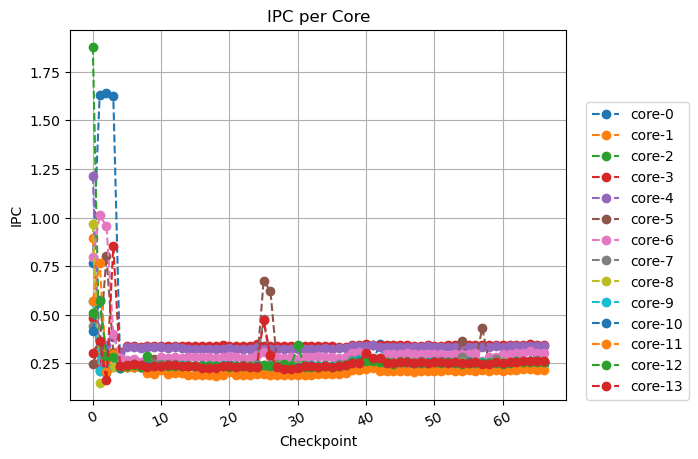 IPC per Core
IPC
1.75
1.50
1.25
1.00
0.75
0.50
0.25
0
10
20
30
40
50
60
Checkpoint
core-0
core-1
core-2
core-3
core-4
core-5
core-6
core-7
core-8
core-9
core-10
core-11
core-12
core-13